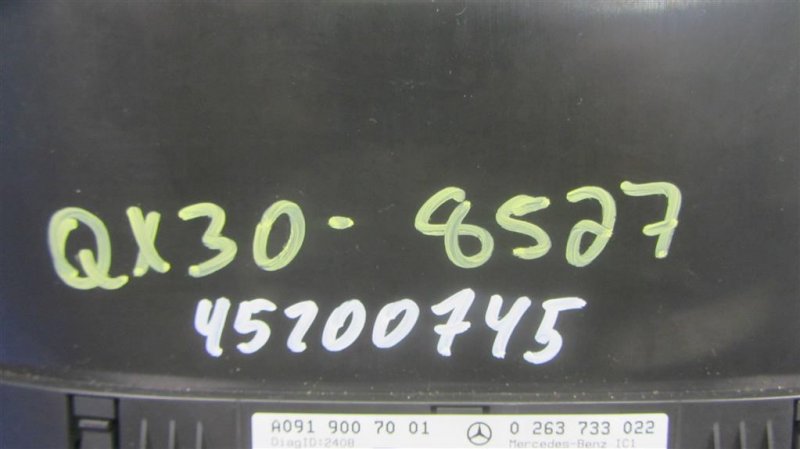 QX30- 8527
45200745
A091 900 70 01 0 263 733 022
DiagID:2408 Mercedes-Benz IC1